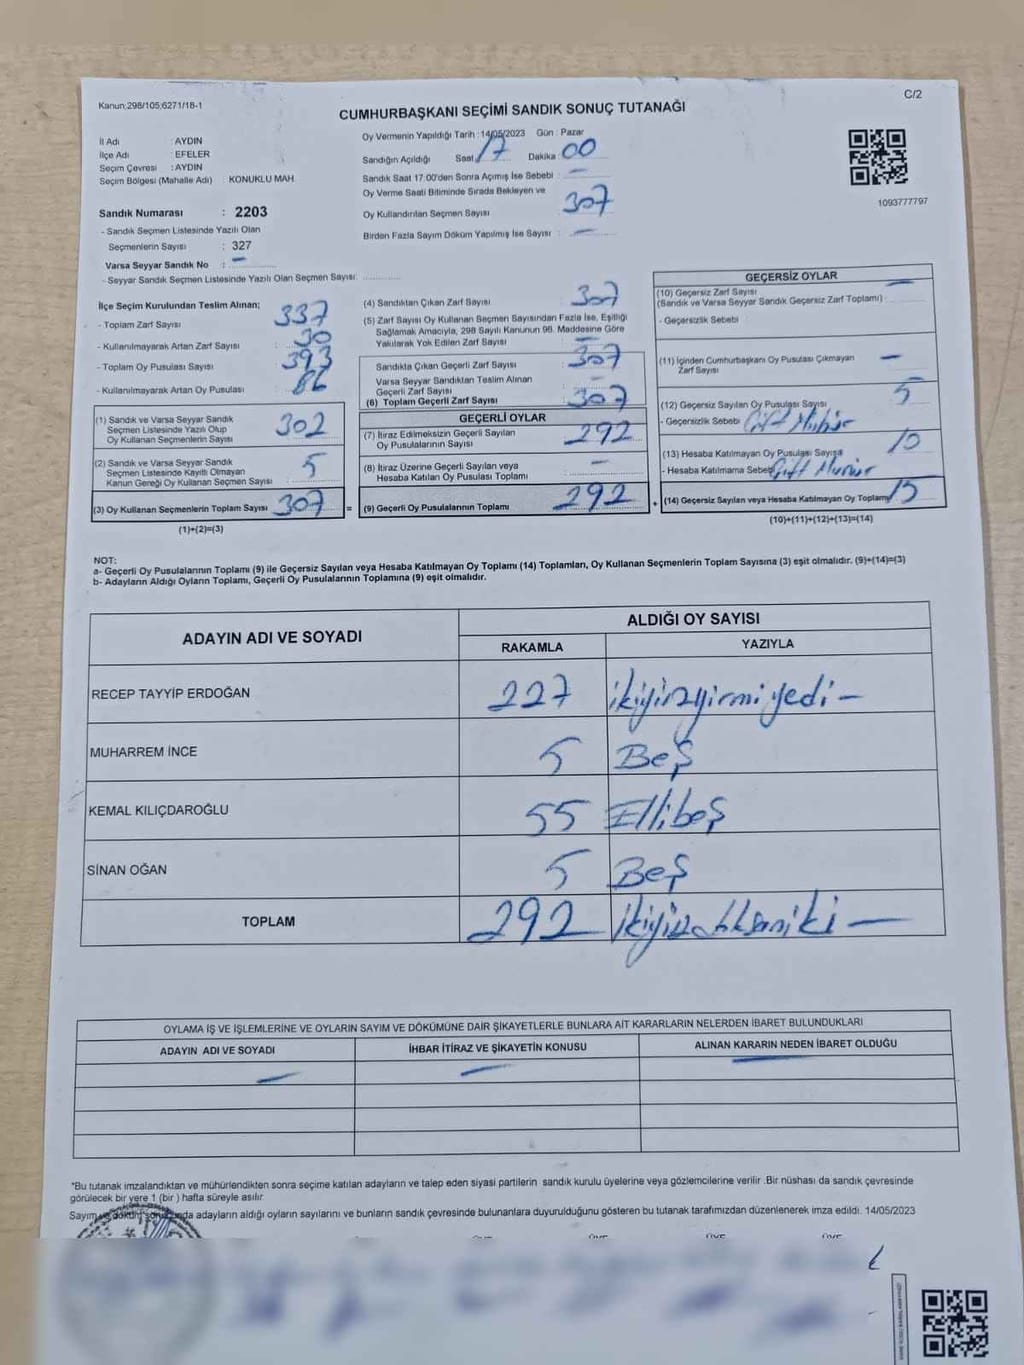 Kanun;298/105;6271/18-1
C/2
CUMHURBAŞKANI SEÇİMİ SANDIK SONUÇ TUTANAĞI
İl Adı : AYDIN
İlçe Adı : EFELER
Seçim Çevresi : AYDIN
Seçim Bölgesi (Mahalle Adı) : KONUKLU MAH
Sandık Numarası : 2203
- Sandık Seçmen Listesinde Yazılı Olan
Seçmenlerin Sayısı : 327
Varsa Seyyar Sandık No : –
- Seyyar Sandık Seçmen Listesinde Yazılı Olan Seçmen Sayısı: ............
Oy Vermenin Yapıldığı Tarih : 14/05/2023 Gün : Pazar
Sandığın Açıldığı Saat : 17 Dakika : 00
Sandık Saat 17:00'den Sonra Açımış İse Sebebi : –
Oy Verme Saati Bitiminde Sırada Bekleyen ve
Oy Kullandırılan Seçmen Sayısı : 307
Birden Fazla Sayım Döküm Yapılmış İse Sayısı : –
1093777797
İlçe Seçim Kurulundan Teslim Alınan;
- Toplam Zarf Sayısı : 337
- Kullanılmayarak Artan Zarf Sayısı : 30
- Toplam Oy Pusulası Sayısı : 393
- Kullanılmayarak Artan Oy Pusulası : 86
(1) Sandık ve Varsa Seyyar Sandık
Seçmen Listesinde Yazılı Olup
Oy Kullanan Seçmenlerin Sayısı : 302
(2) Sandık ve Varsa Seyyar Sandık
Seçmen Listesinde Kayıtlı Olmayan
Kanun Gereği Oy Kullanan Seçmen Sayısı : 5
(3) Oy Kullanan Seçmenlerin Toplam Sayısı : 307
(1)+(2)=(3)
(4) Sandıktan Çıkan Zarf Sayısı : 307
(5) Zarf Sayısı Oy Kullanan Seçmen Sayısından Fazla İse, Eşitliği
Sağlamak Amacıyla, 298 Sayılı Kanunun 98. Maddesine Göre
Yakılarak Yok Edilen Zarf Sayısı : –
Sandıkta Çıkan Geçerli Zarf Sayısı : 307
Varsa Seyyar Sandıktan Teslim Alınan
Geçerli Zarf Sayısı : –
(6) Toplam Geçerli Zarf Sayısı : 307
GEÇERLİ OYLAR
(7) İtiraz Edilmeksizin Geçerli Sayılan
Oy Pusulalarının Sayısı : 292
(8) İtiraz Üzerine Geçerli Sayılan veya
Hesaba Katılan Oy Pusulası Toplamı : –
= (9) Geçerli Oy Pusulalarının Toplamı : 292
GEÇERSİZ OYLAR
(10) Geçersiz Zarf Sayısı : –
(Sandık ve Varsa Seyyar Sandık Geçersiz Zarf Toplamı)
- Geçersizlik Sebebi :
(11) İçinden Cumhurbaşkanı Oy Pusulası Çıkmayan
Zarf Sayısı : –
(12) Geçersiz Sayılan Oy Pusulası Sayısı : 5
- Geçersizlik Sebebi : Çift Mühür
(13) Hesaba Katılmayan Oy Pusulası Sayısı : 10
- Hesaba Katılmama Sebebi : Çift Mühür
+ (14) Geçersiz Sayılan veya Hesaba Katılmayan Oy Toplamı : 15
(10)+(11)+(12)+(13)=(14)
NOT:
a- Geçerli Oy Pusulalarının Toplamı (9) ile Geçersiz Sayılan veya Hesaba Katılmayan Oy Toplamı (14) Toplamları, Oy Kullanan Seçmenlerin Toplam Sayısına (3) eşit olmalıdır. (9)+(14)=(3)
b- Adayların Aldığı Oyların Toplamı, Geçerli Oy Pusulalarının Toplamına (9) eşit olmalıdır.
ADAYIN ADI VE SOYADI
ALDIĞI OY SAYISI
RAKAMLA YAZIYLA
RECEP TAYYİP ERDOĞAN 227 ikiyüzyirmiyedi –
MUHARREM İNCE 5 Beş
KEMAL KILIÇDAROĞLU 55 Ellibeş
SİNAN OĞAN 5 Beş
TOPLAM 292 ikiyüzdoksaniki –
OYLAMA İŞ VE İŞLEMLERİNE VE OYLARIN SAYIM VE DÖKÜMÜNE DAİR ŞİKAYETLERLE BUNLARA AİT KARARLARIN NELERDEN İBARET BULUNDUKLARI
ADAYIN ADI VE SOYADI İHBAR İTİRAZ VE ŞİKAYETİN KONUSU ALINAN KARARIN NEDEN İBARET OLDUĞU
– – –
*Bu tutanak imzalandıktan ve mühürlendikten sonra seçime katılan adayların ve talep eden siyasi partilerin sandık kurulu üyelerine veya gözlemcilerine verilir .Bir nüshası da sandık çevresinde
görülecek bir yere 1 (bir ) hafta süreyle asılır.
Sayım ve döküm sonunda adayların aldığı oyların sayılarını ve bunların sandık çevresinde bulunanlara duyurulduğunu gösteren bu tutanak tarafımızdan düzenlenerek imza edildi. 14/05/2023